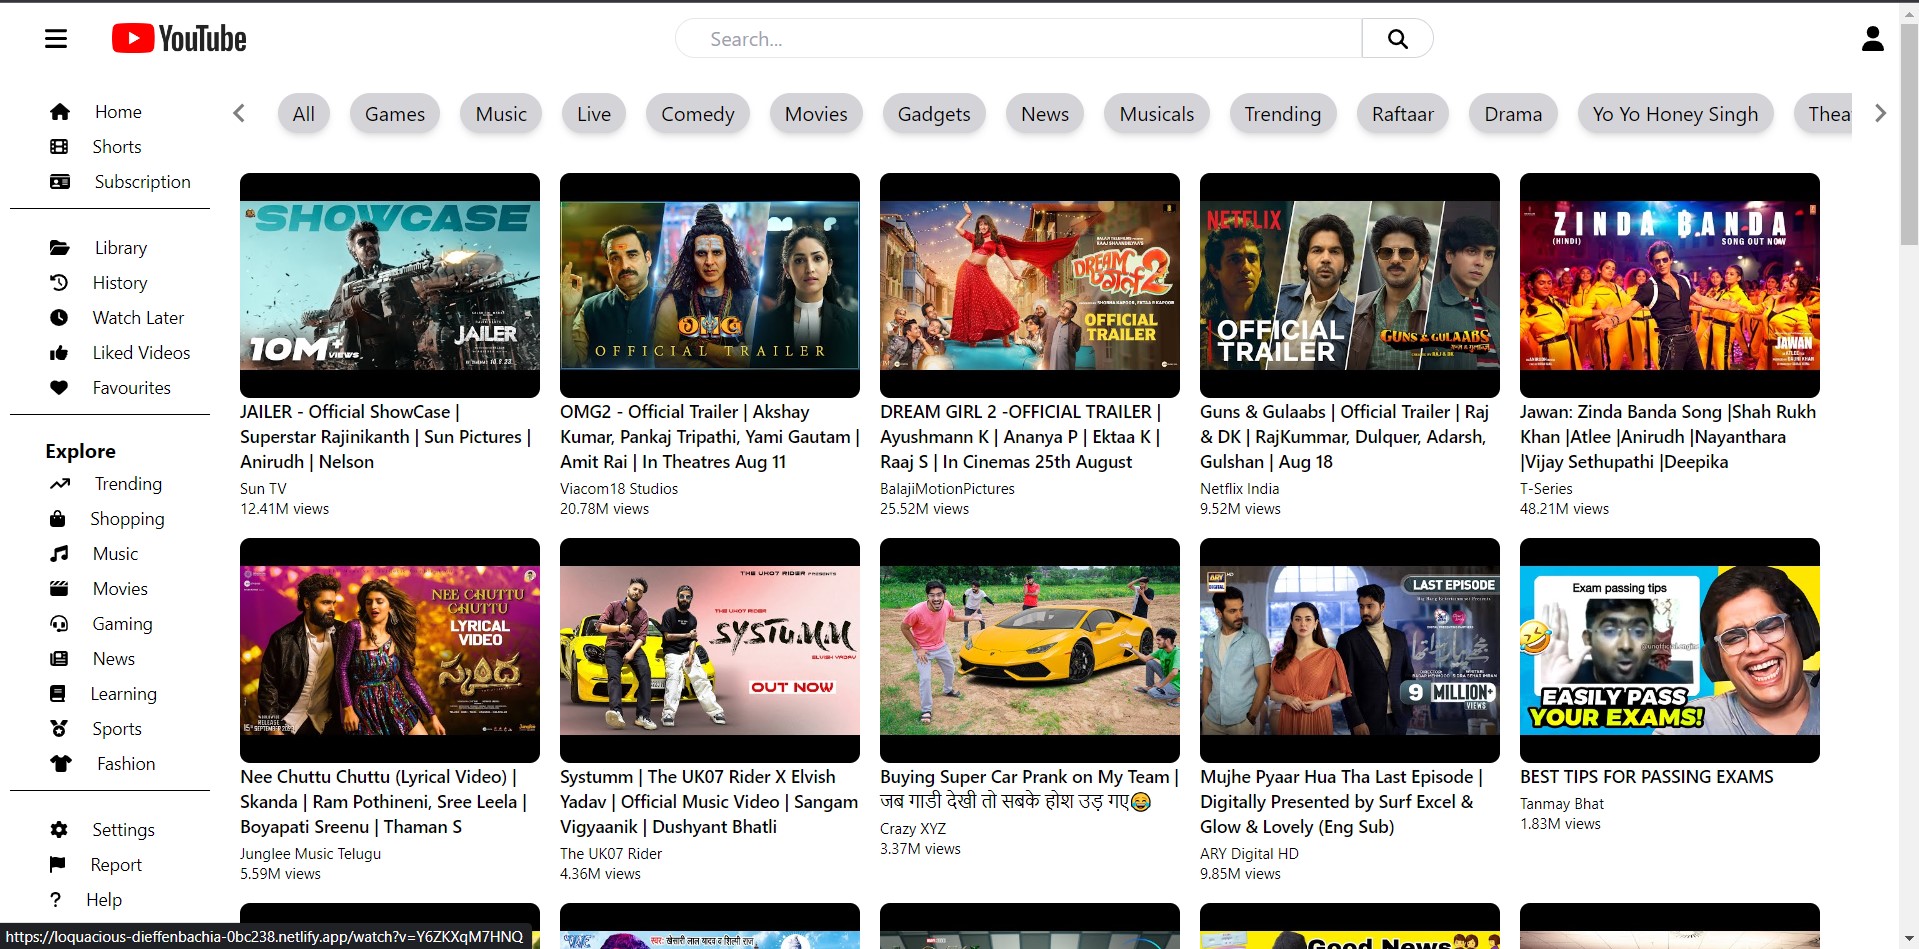 YouTube
Search...
Home
Shorts
Subscription
Library
History
Watch Later
Liked Videos
Favourites
Explore
Trending
Shopping
Music
Movies
Gaming
News
Learning
Sports
Fashion
Settings
Report
? Help
All Games Music Live Comedy Movies Gadgets News Musicals Trending Raftaar Drama Yo Yo Honey Singh Thea
SHOWCASE
10M+ VIEWS
JAILER
JAILER - Official ShowCase |
Superstar Rajinikanth | Sun Pictures |
Anirudh | Nelson
Sun TV
12.41M views
OMG
OFFICIAL TRAILER
OMG2 - Official Trailer | Akshay
Kumar, Pankaj Tripathi, Yami Gautam |
Amit Rai | In Theatres Aug 11
Viacom18 Studios
20.78M views
DREAM
गर्ल 2
OFFICIAL
TRAILER
DREAM GIRL 2 -OFFICIAL TRAILER |
Ayushmann K | Ananya P | Ektaa K |
Raaj S | In Cinemas 25th August
BalajiMotionPictures
25.52M views
NETFLIX
OFFICIAL
TRAILER
GUNS & GULAABS
Guns & Gulaabs | Official Trailer | Raj
& DK | RajKummar, Dulquer, Adarsh,
Gulshan | Aug 18
Netflix India
9.52M views
ZINDA BANDA
(HINDI) SONG OUT NOW
JAWAN
Jawan: Zinda Banda Song |Shah Rukh
Khan |Atlee |Anirudh |Nayanthara
|Vijay Sethupathi |Deepika
T-Series
48.21M views
NEE CHUTTU
CHUTTU
LYRICAL
VIDEO
స్కంద
Nee Chuttu Chuttu (Lyrical Video) |
Skanda | Ram Pothineni, Sree Leela |
Boyapati Sreenu | Thaman S
Junglee Music Telugu
5.59M views
THE UK07 RIDER PRESENTS
THE UK07 RIDER
SYSTUMM
ELVISH YADAV
OUT NOW
Systumm | The UK07 Rider X Elvish
Yadav | Official Music Video | Sangam
Vigyaanik | Dushyant Bhatli
The UK07 Rider
4.36M views
Buying Super Car Prank on My Team |
जब गाडी देखी तो सबके होश उड़ गए😂
Crazy XYZ
3.37M views
ARY
DIGITAL
LAST EPISODE
9 MILLION+
VIEWS
Mujhe Pyaar Hua Tha Last Episode |
Digitally Presented by Surf Excel &
Glow & Lovely (Eng Sub)
ARY Digital HD
9.85M views
Exam passing tips
EASILY PASS
YOUR EXAMS!
BEST TIPS FOR PASSING EXAMS
Tanmay Bhat
1.83M views
स्वर: खेसारी लाल यादव व शिल्पी राज
Good News
https://loquacious-dieffenbachia-0bc238.netlify.app/watch?v=Y6ZKXqM7HNQ